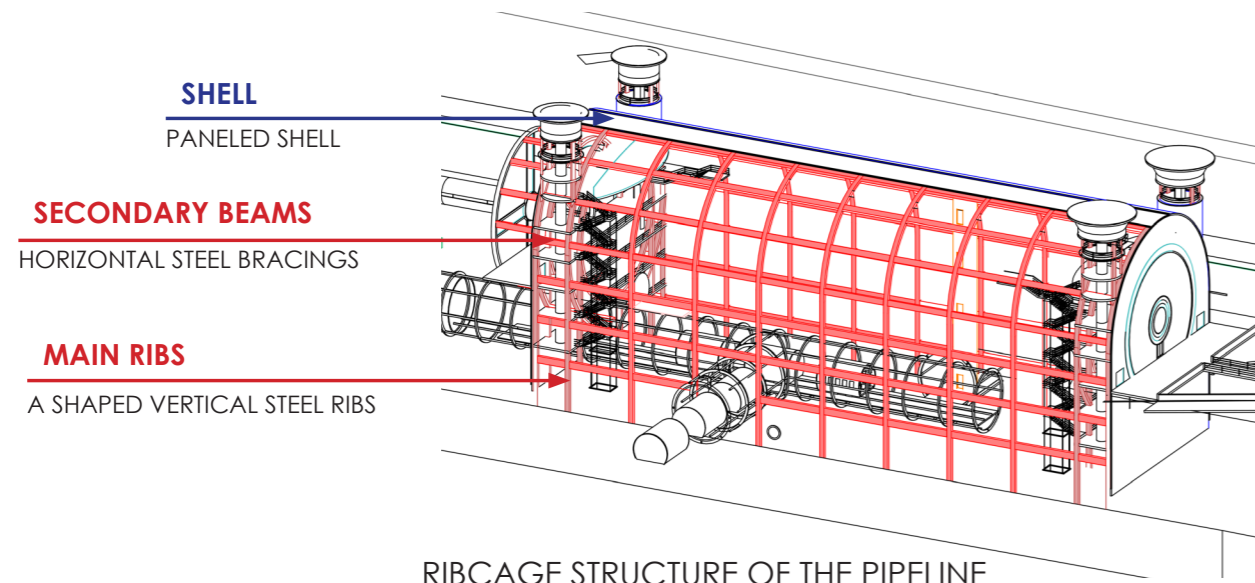 SHELL
PANELED SHELL
SECONDARY BEAMS
HORIZONTAL STEEL BRACINGS
MAIN RIBS
A SHAPED VERTICAL STEEL RIBS
RIBCAGE STRUCTURE OF THE PIPELINE